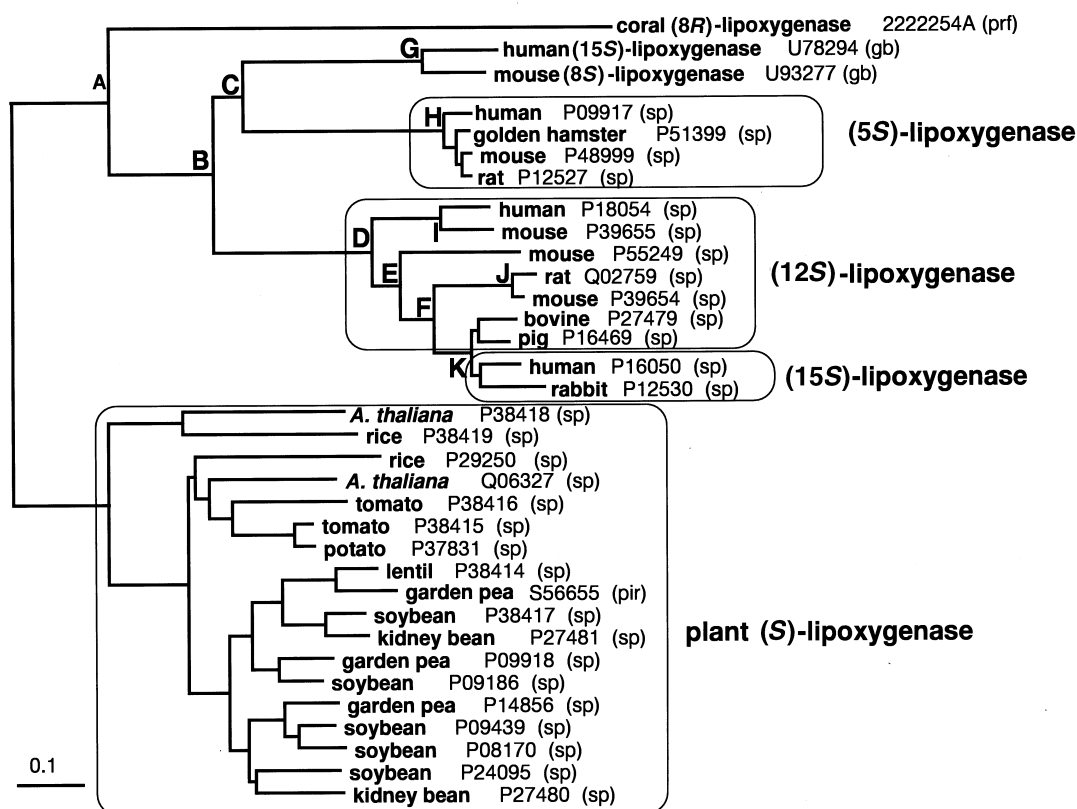 coral (8R)-lipoxygenase 2222254A (prf)
A
G human (15S)-lipoxygenase U78294 (gb)
mouse (8S)-lipoxygenase U93277 (gb)
C
H human P09917 (sp)
golden hamster P51399 (sp) (5S)-lipoxygenase
mouse P48999 (sp)
B
rat P12527 (sp)
human P18054 (sp)
I mouse P39655 (sp)
D
mouse P55249 (sp)
E J rat Q02759 (sp) (12S)-lipoxygenase
mouse P39654 (sp)
F
bovine P27479 (sp)
pig P16469 (sp)
K human P16050 (sp) (15S)-lipoxygenase
rabbit P12530 (sp)
A. thaliana P38418 (sp)
rice P38419 (sp)
rice P29250 (sp)
A. thaliana Q06327 (sp)
tomato P38416 (sp)
tomato P38415 (sp)
potato P37831 (sp)
lentil P38414 (sp)
garden pea S56655 (pir)
soybean P38417 (sp)
kidney bean P27481 (sp) plant (S)-lipoxygenase
garden pea P09918 (sp)
soybean P09186 (sp)
garden pea P14856 (sp)
soybean P09439 (sp)
soybean P08170 (sp)
0.1 soybean P24095 (sp)
kidney bean P27480 (sp)